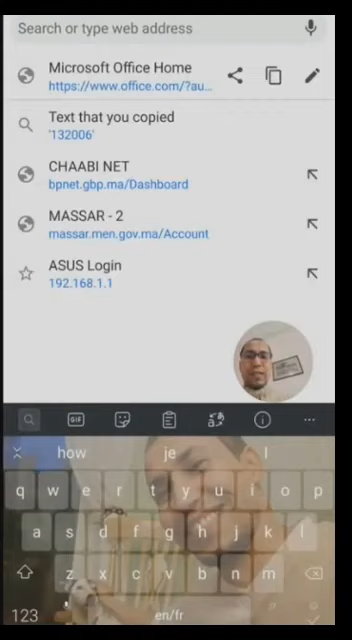 Search or type web address
Microsoft Office Home
https://www.office.com/?au...
Text that you copied
'132006'
CHAABI NET
bpnet.gbp.ma/Dashboard
MASSAR - 2
massar.men.gov.ma/Account
ASUS Login
192.168.1.1
GIF
how je I
q w e r t y u i o p
a s d f g h j k l
z x c v b n m
123 , en/fr